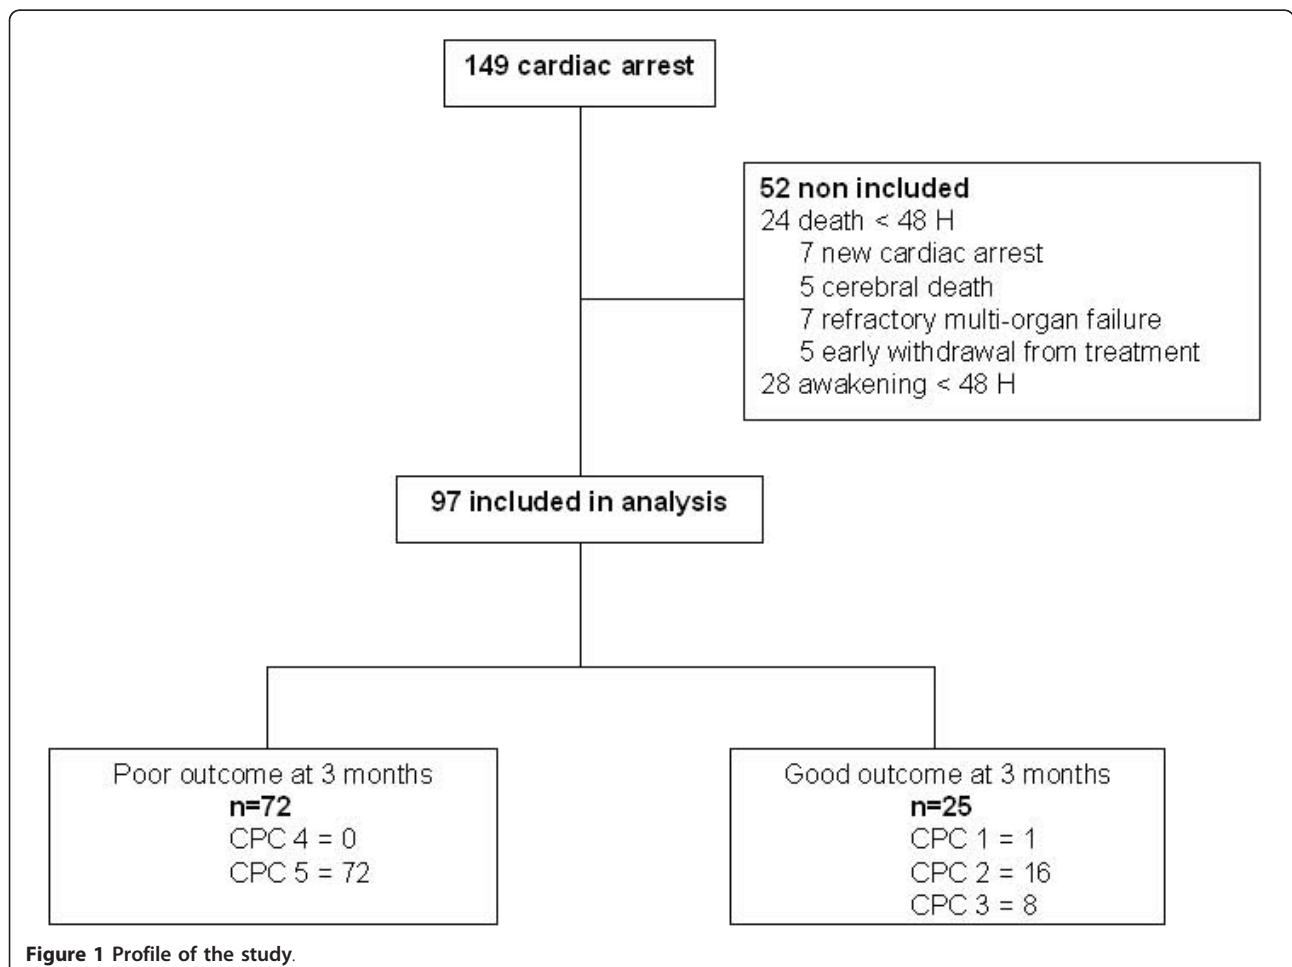 149 cardiac arrest
52 non included
24 death < 48 H
7 new cardiac arrest
5 cerebral death
7 refractory multi-organ failure
5 early withdrawal from treatment
28 awakening < 48 H
97 included in analysis
Poor outcome at 3 months
n=72
CPC 4 = 0
CPC 5 = 72
Good outcome at 3 months
n=25
CPC 1 = 1
CPC 2 = 16
CPC 3 = 8
Figure 1 Profile of the study.